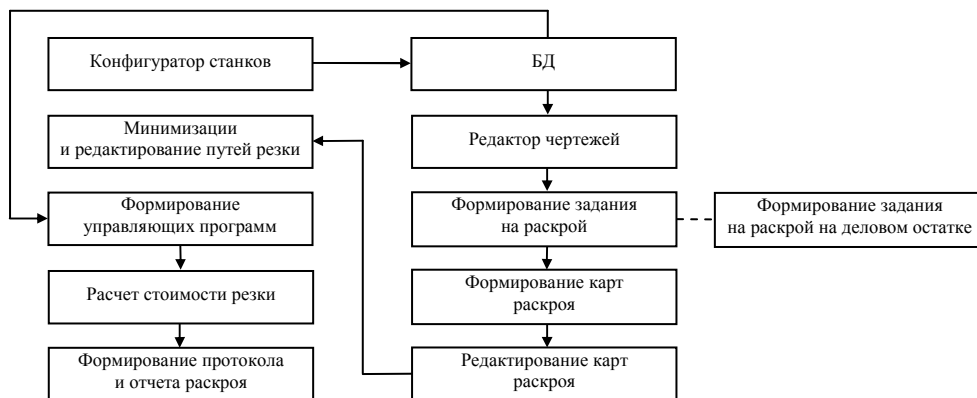 Конфигуратор станков
БД
Минимизации
и редактирование путей резки
Редактор чертежей
Формирование
управляющих программ
Формирование задания
на раскрой
Формирование задания
на раскрой на деловом остатке
Расчет стоимости резки
Формирование карт
раскроя
Формирование протокола
и отчета раскроя
Редактирование карт
раскроя